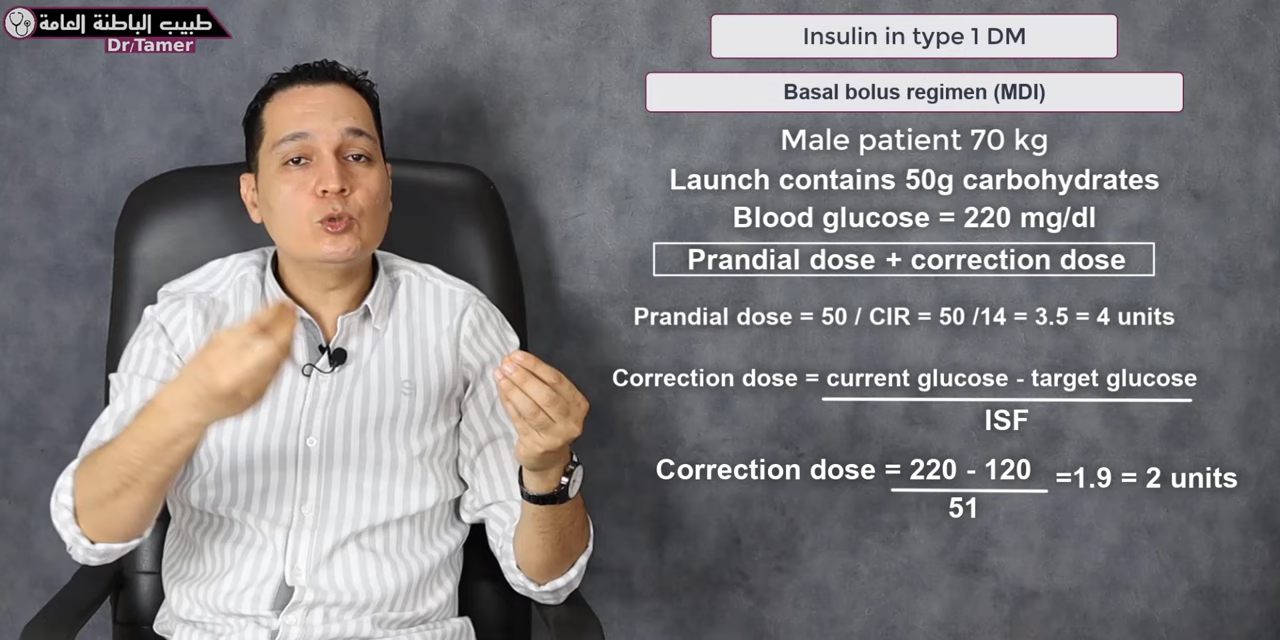 طبيب الباطنة العامة
Dr/Tamer
Insulin in type 1 DM
Basal bolus regimen (MDI)
Male patient 70 kg
Launch contains 50g carbohydrates
Blood glucose = 220 mg/dl
Prandial dose + correction dose
Prandial dose = 50 / CIR = 50 /14 = 3.5 = 4 units
Correction dose = current glucose - target glucose
ISF
Correction dose = 220 - 120 =1.9 = 2 units
51